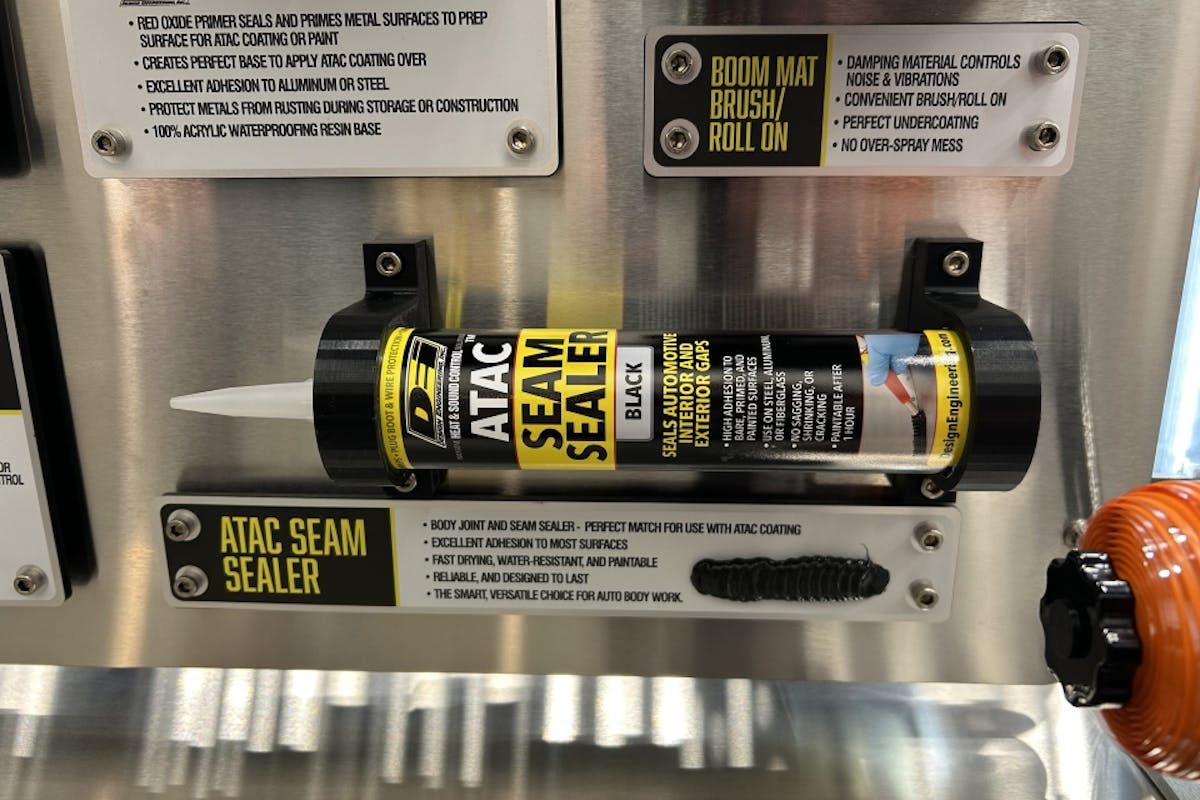 • RED OXIDE PRIMER SEALS AND PRIMES METAL SURFACES TO PREP
SURFACE FOR ATAC COATING OR PAINT
• CREATES PERFECT BASE TO APPLY ATAC COATING OVER
• EXCELLENT ADHESION TO ALUMINUM OR STEEL
• PROTECT METALS FROM RUSTING DURING STORAGE OR CONSTRUCTION
• 100% ACRYLIC WATERPROOFING RESIN BASE
BOOM MAT
BRUSH/
ROLL ON
• DAMPING MATERIAL CONTROLS
NOISE & VIBRATIONS
• CONVENIENT BRUSH/ROLL ON
• PERFECT UNDERCOATING
• NO OVER-SPRAY MESS
• PLUG BOOT & WIRE PROTECTION
DEI
HEAT & SOUND CONTROL
ATAC™
SEAM
SEALER
BLACK
SEALS AUTOMOTIVE
INTERIOR AND
EXTERIOR GAPS
• HIGH ADHESION TO
BARE, PRIMED AND
PAINTED SURFACES
• USE ON STEEL, ALUMINUM
OR FIBERGLASS
• NO SAGGING,
SHRINKING, OR
CRACKING
• PAINTABLE AFTER
1 HOUR
DesignEngineering.com
OR
TROL
ATAC SEAM
SEALER
• BODY JOINT AND SEAM SEALER - PERFECT MATCH FOR USE WITH ATAC COATING
• EXCELLENT ADHESION TO MOST SURFACES
• FAST DRYING, WATER-RESISTANT, AND PAINTABLE
• RELIABLE, AND DESIGNED TO LAST
• THE SMART, VERSATILE CHOICE FOR AUTO BODY WORK.